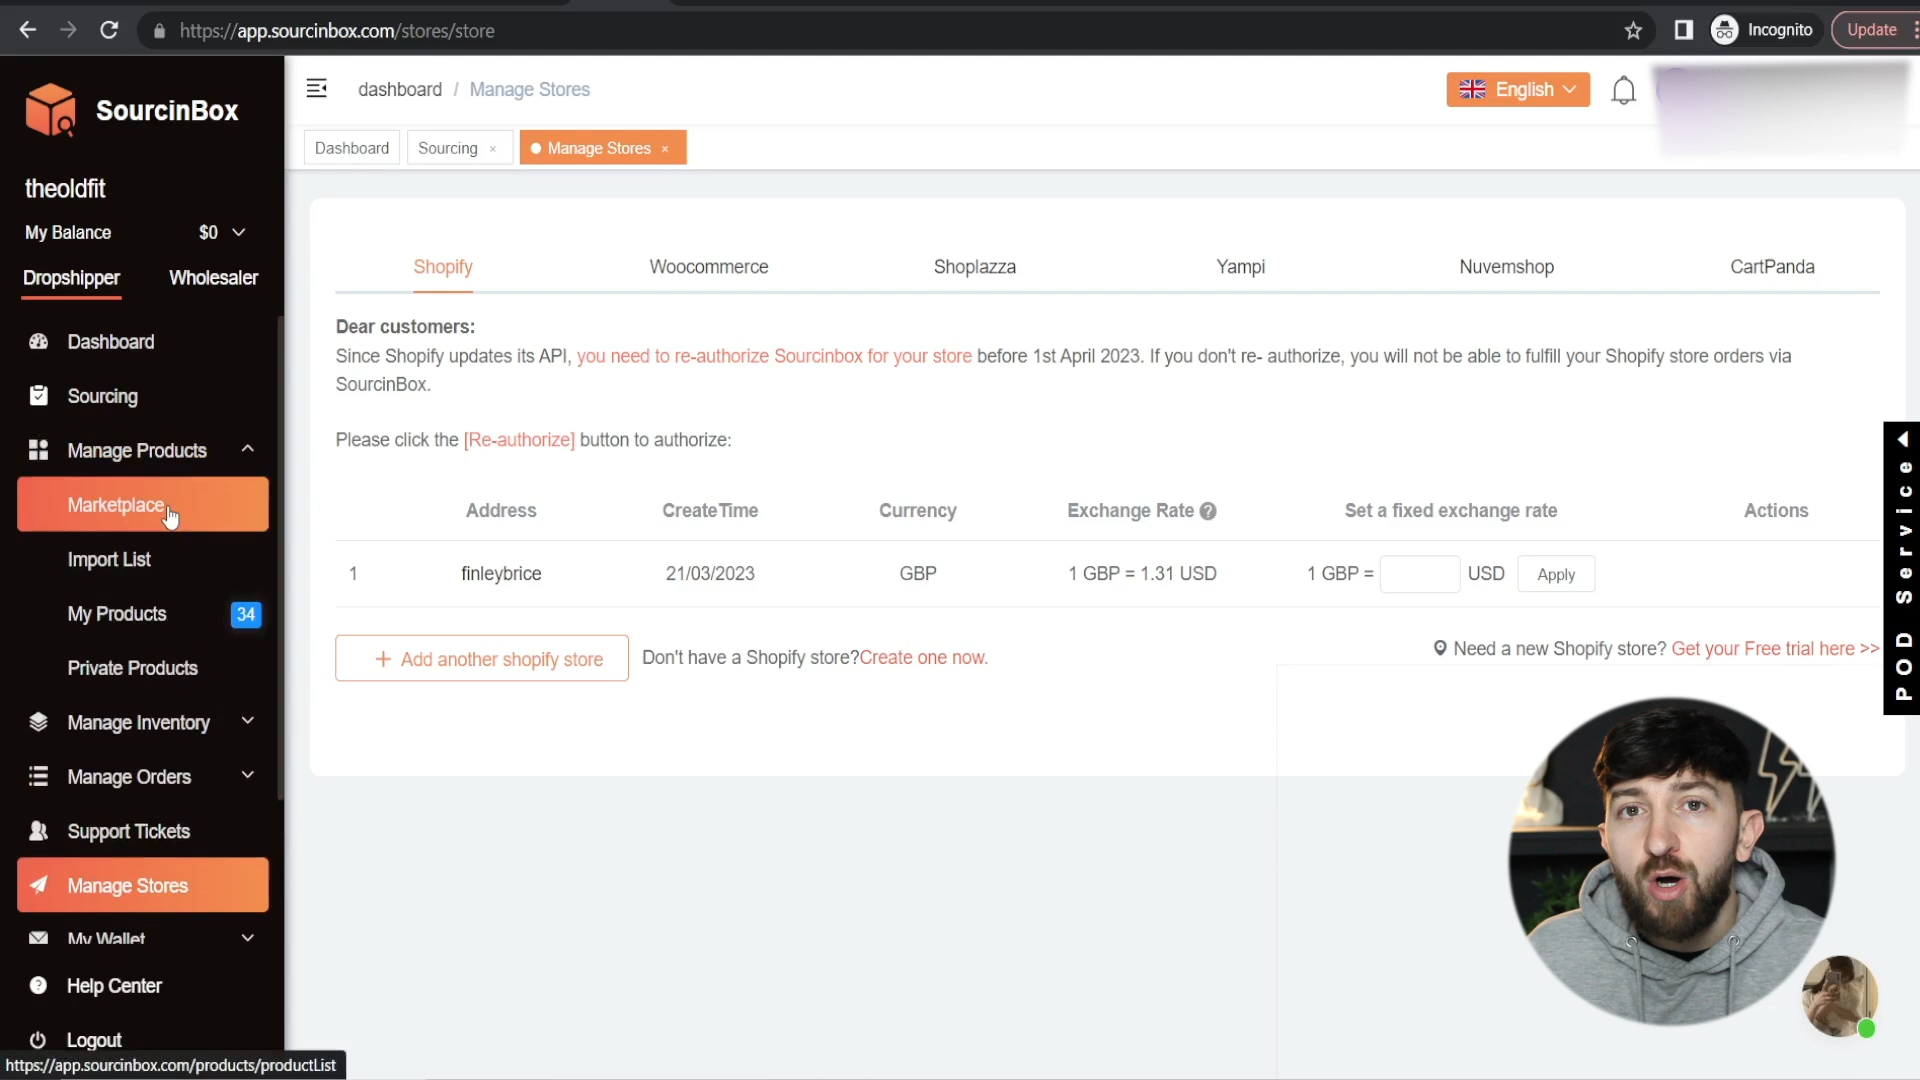 https://app.sourcinbox.com/stores/store
Incognito
Update
SourcinBox
dashboard / Manage Stores
English
Dashboard
Sourcing ×
Manage Stores ×
theoldfit
My Balance
$0
Dropshipper
Wholesaler
Dashboard
Sourcing
Manage Products
Marketplace
Import List
My Products
34
Private Products
Manage Inventory
Manage Orders
Support Tickets
Manage Stores
My Wallet
Help Center
Logout
https://app.sourcinbox.com/products/productList
Shopify
Woocommerce
Shoplazza
Yampi
Nuvemshop
CartPanda
Dear customers:
Since Shopify updates its API, you need to re-authorize Sourcinbox for your store before 1st April 2023. If you don't re- authorize, you will not be able to fulfill your Shopify store orders via
SourcinBox.
Please click the [Re-authorize] button to authorize:
Address
CreateTime
Currency
Exchange Rate ?
Set a fixed exchange rate
Actions
1
finleybrice
21/03/2023
GBP
1 GBP = 1.31 USD
1 GBP =
USD
Apply
+ Add another shopify store
Don't have a Shopify store?Create one now.
Need a new Shopify store? Get your Free trial here >>
POD Service